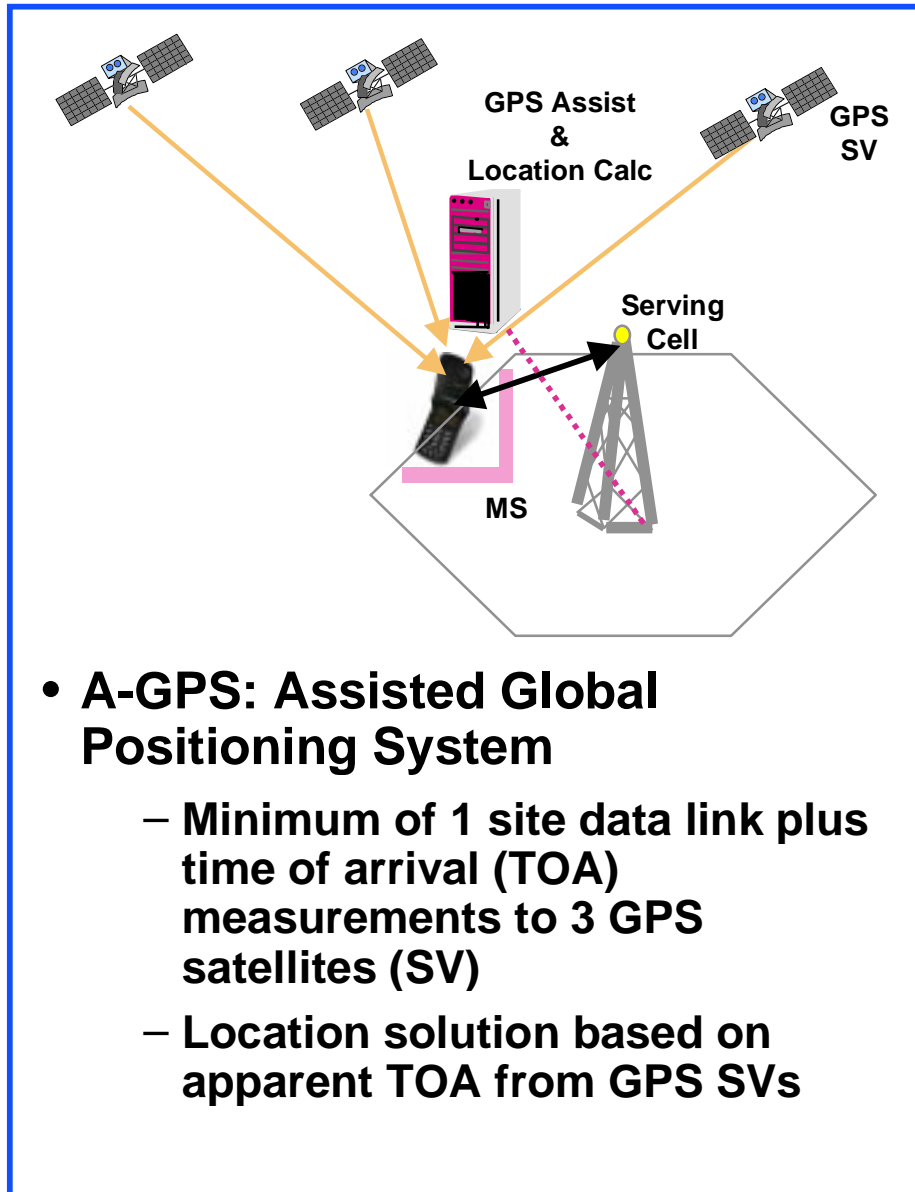 GPS Assist
&
Location Calc
GPS
SV
Serving
Cell
MS
• A-GPS: Assisted Global
Positioning System
– Minimum of 1 site data link plus
time of arrival (TOA)
measurements to 3 GPS
satellites (SV)
– Location solution based on
apparent TOA from GPS SVs